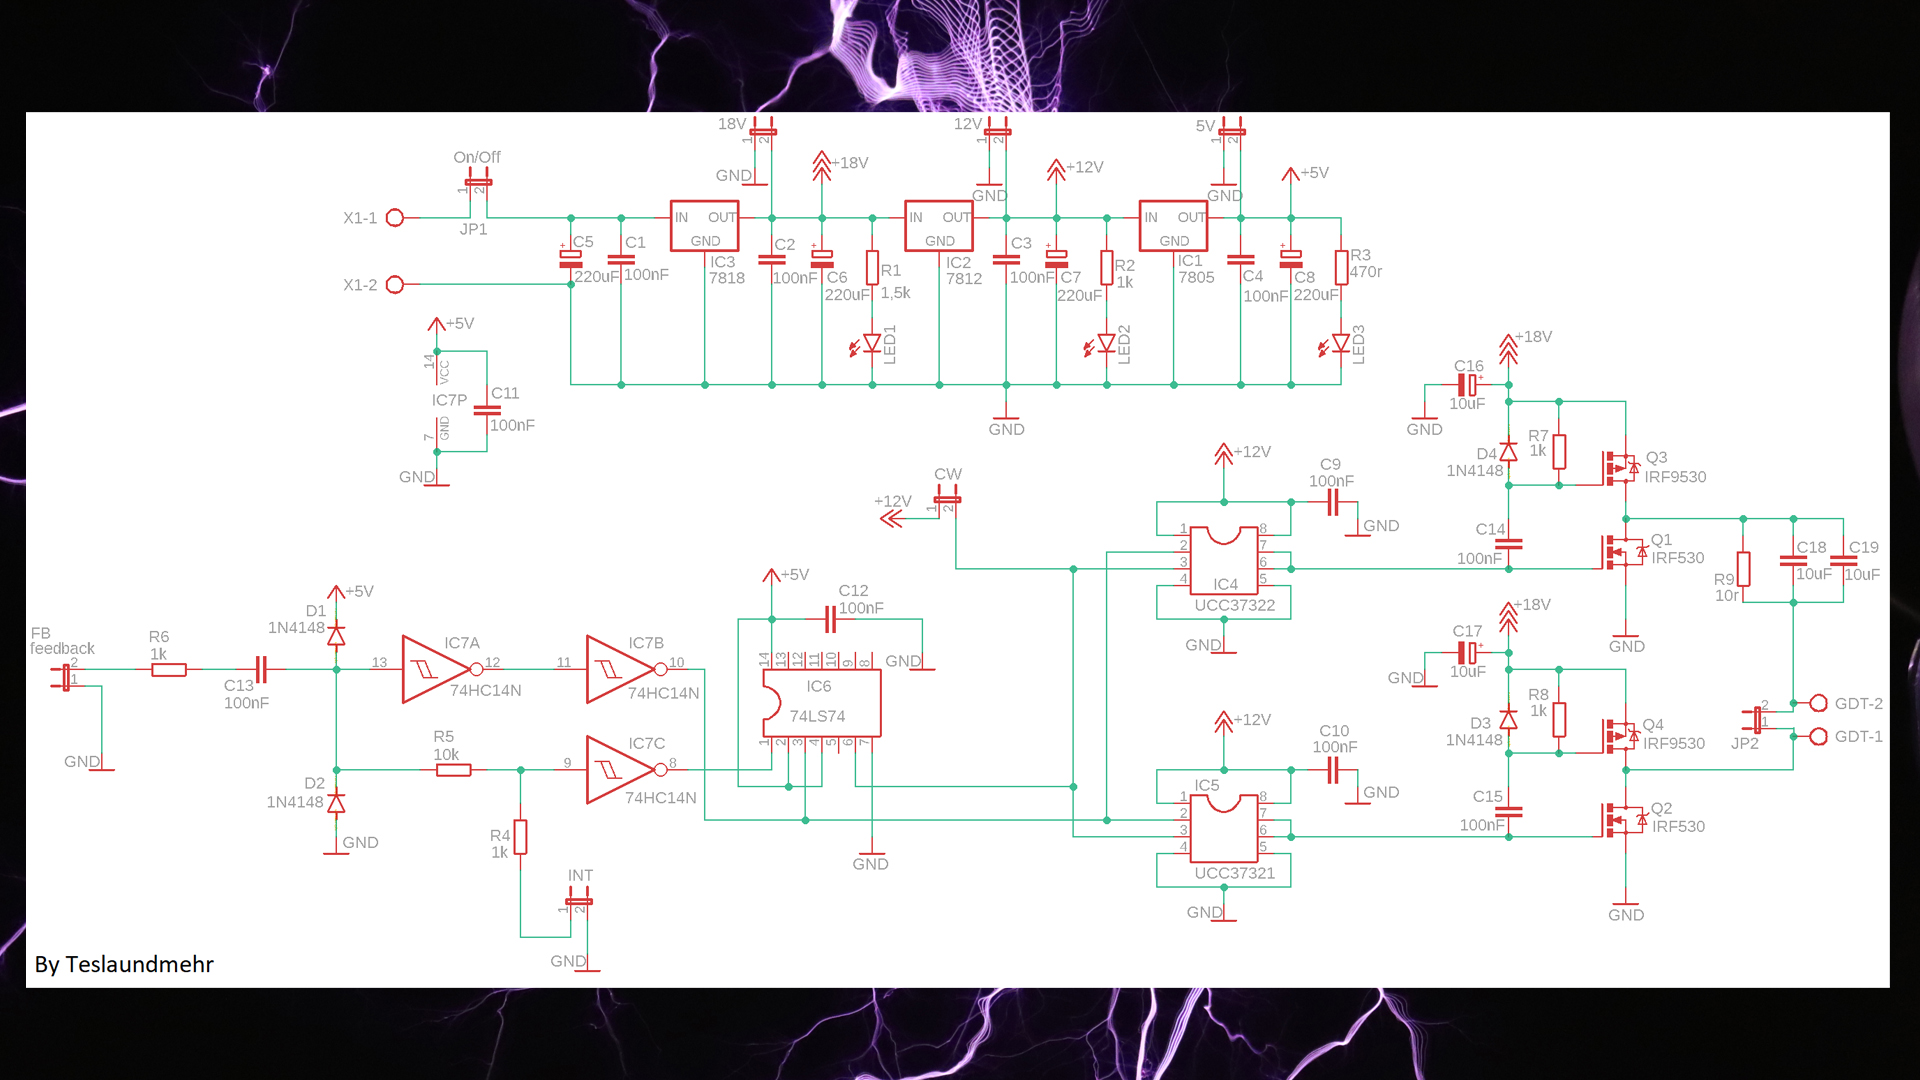 18V
1
2
GND
+18V
12V
1
2
GND
+12V
5V
1
2
GND
+5V
On/Off
1
2
JP1
X1-1
X1-2
C5
220uF
C1
100nF
IN
OUT
GND
IC3
7818
C2
100nF
C6
220uF
R1
1,5k
LED1
IN
OUT
GND
IC2
7812
C3
100nF
C7
220uF
R2
1k
LED2
IN
OUT
GND
IC1
7805
C4
100nF
C8
220uF
R3
470r
LED3
GND
+5V
14
VCC
IC7P
7
GND
C11
100nF
GND
+18V
C16
10uF
GND
D4
1N4148
R7
1k
Q3
IRF9530
C14
100nF
Q1
IRF530
GND
R9
10r
C18
10uF
C19
10uF
CW
+12V
1
2
+12V
C9
100nF
GND
1
2
3
4
8
7
6
5
IC4
UCC37322
GND
FB
feedback
2
1
GND
R6
1k
C13
100nF
+5V
D1
1N4148
D2
1N4148
GND
13
IC7A
12
74HC14N
11
IC7B
10
74HC14N
R5
10k
9
IC7C
8
74HC14N
R4
1k
INT
1
2
GND
+5V
C12
100nF
GND
14
13
12
11
10
9
8
IC6
74LS74
1
2
3
4
5
6
7
GND
+12V
C10
100nF
GND
IC5
1
2
3
4
8
7
6
5
UCC37321
GND
+18V
C17
10uF
GND
D3
1N4148
R8
1k
Q4
IRF9530
C15
100nF
Q2
IRF530
GND
2
1
JP2
GDT-2
GDT-1
By Teslaundmehr